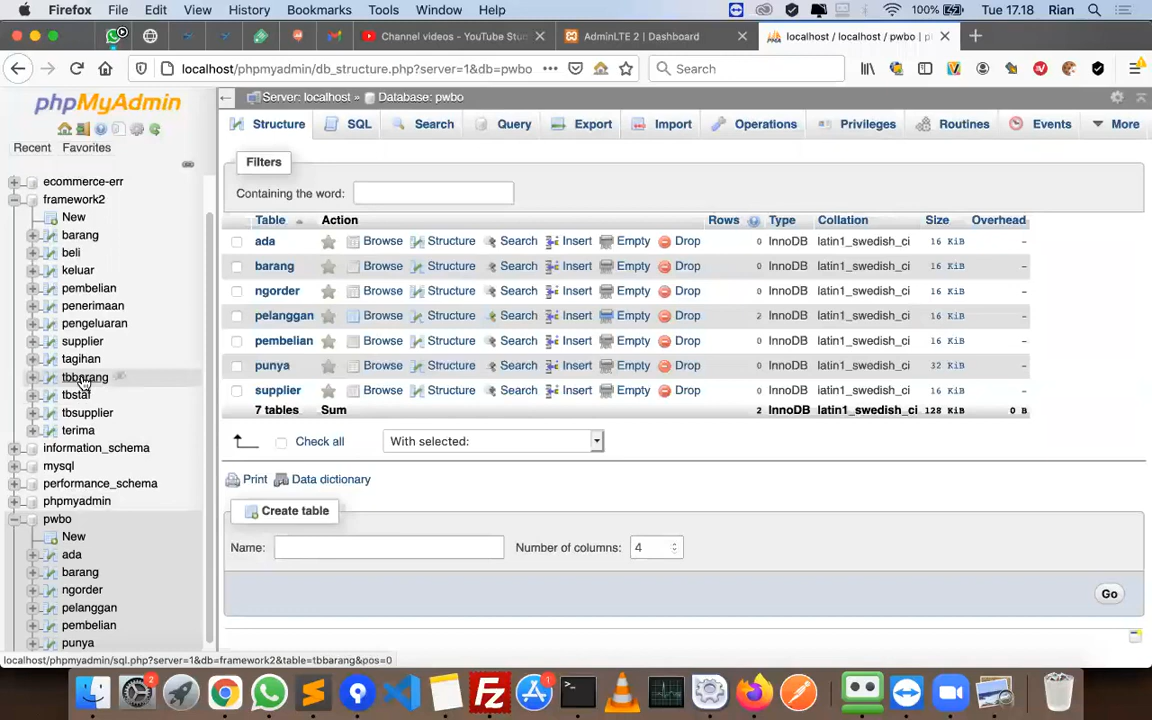 Firefox File Edit View History Bookmarks Tools Window Help 100% Tue 17.18 Rian
Channel videos - YouTube Stu AdminLTE 2 | Dashboard localhost / localhost / pwbo | p
localhost/phpmyadmin/db_structure.php?server=1&db=pwbo Search
phpMyAdmin
Recent Favorites
ecommerce-err
framework2
New
barang
beli
keluar
pembelian
penerimaan
pengeluaran
supplier
tagihan
tbbarang
tbstaf
tbsupplier
terima
information_schema
mysql
performance_schema
phpmyadmin
pwbo
New
ada
barang
ngorder
pelanggan
pembelian
punya
Server: localhost » Database: pwbo
Structure SQL Search Query Export Import Operations Privileges Routines Events More
Filters
Containing the word:
Table Action Rows Type Collation Size Overhead
ada Browse Structure Search Insert Empty Drop 0 InnoDB latin1_swedish_ci 16 KiB –
barang Browse Structure Search Insert Empty Drop 0 InnoDB latin1_swedish_ci 16 KiB –
ngorder Browse Structure Search Insert Empty Drop 0 InnoDB latin1_swedish_ci 16 KiB –
pelanggan Browse Structure Search Insert Empty Drop 2 InnoDB latin1_swedish_ci 16 KiB –
pembelian Browse Structure Search Insert Empty Drop 0 InnoDB latin1_swedish_ci 16 KiB –
punya Browse Structure Search Insert Empty Drop 0 InnoDB latin1_swedish_ci 32 KiB –
supplier Browse Structure Search Insert Empty Drop 0 InnoDB latin1_swedish_ci 16 KiB –
7 tables Sum 2 InnoDB latin1_swedish_ci 128 KiB 0 B
Check all With selected:
Print Data dictionary
Create table
Name: Number of columns: 4
Go
localhost/phpmyadmin/sql.php?server=1&db=framework2&table=tbbarang&pos=0
2
1